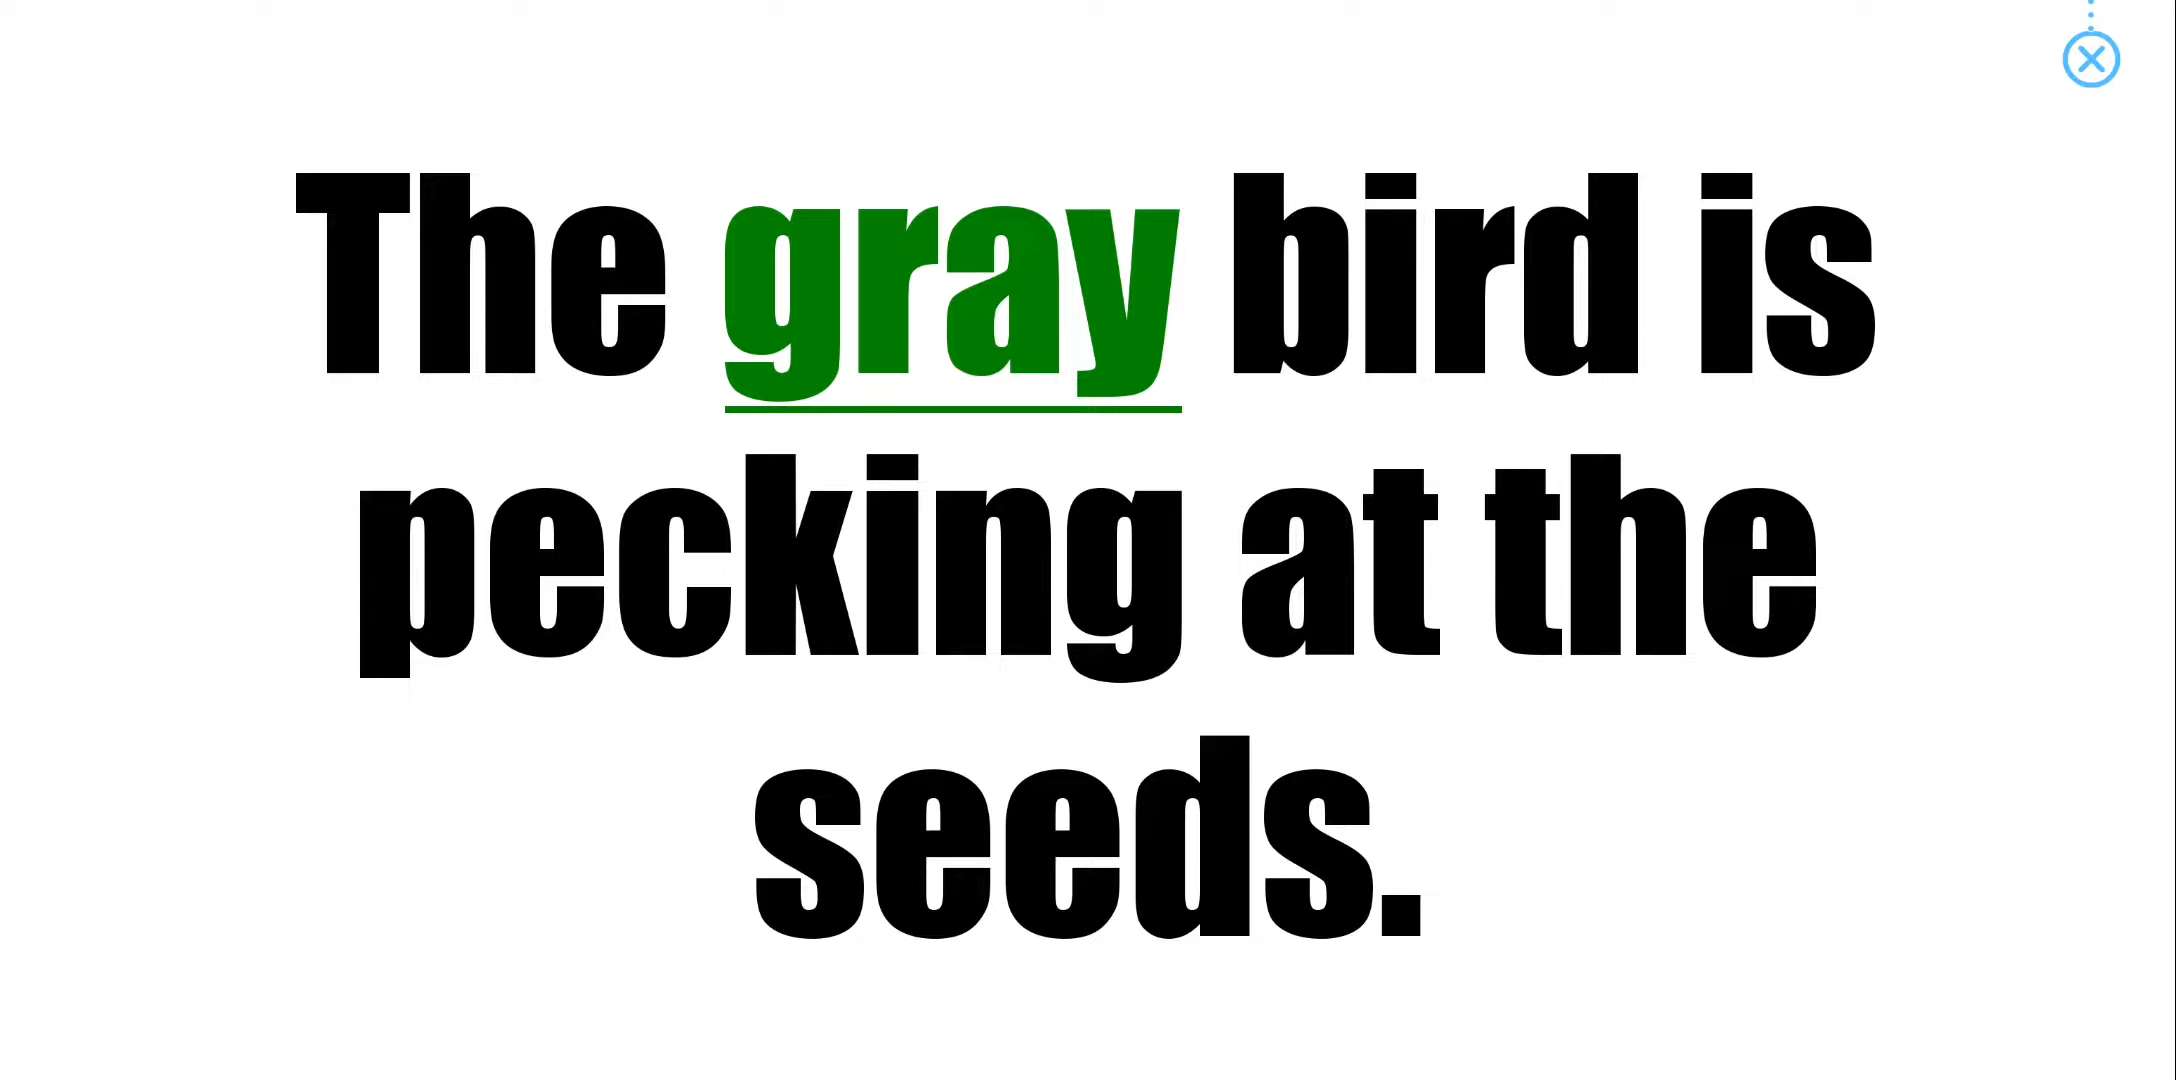 The gray bird is
pecking at the
seeds.